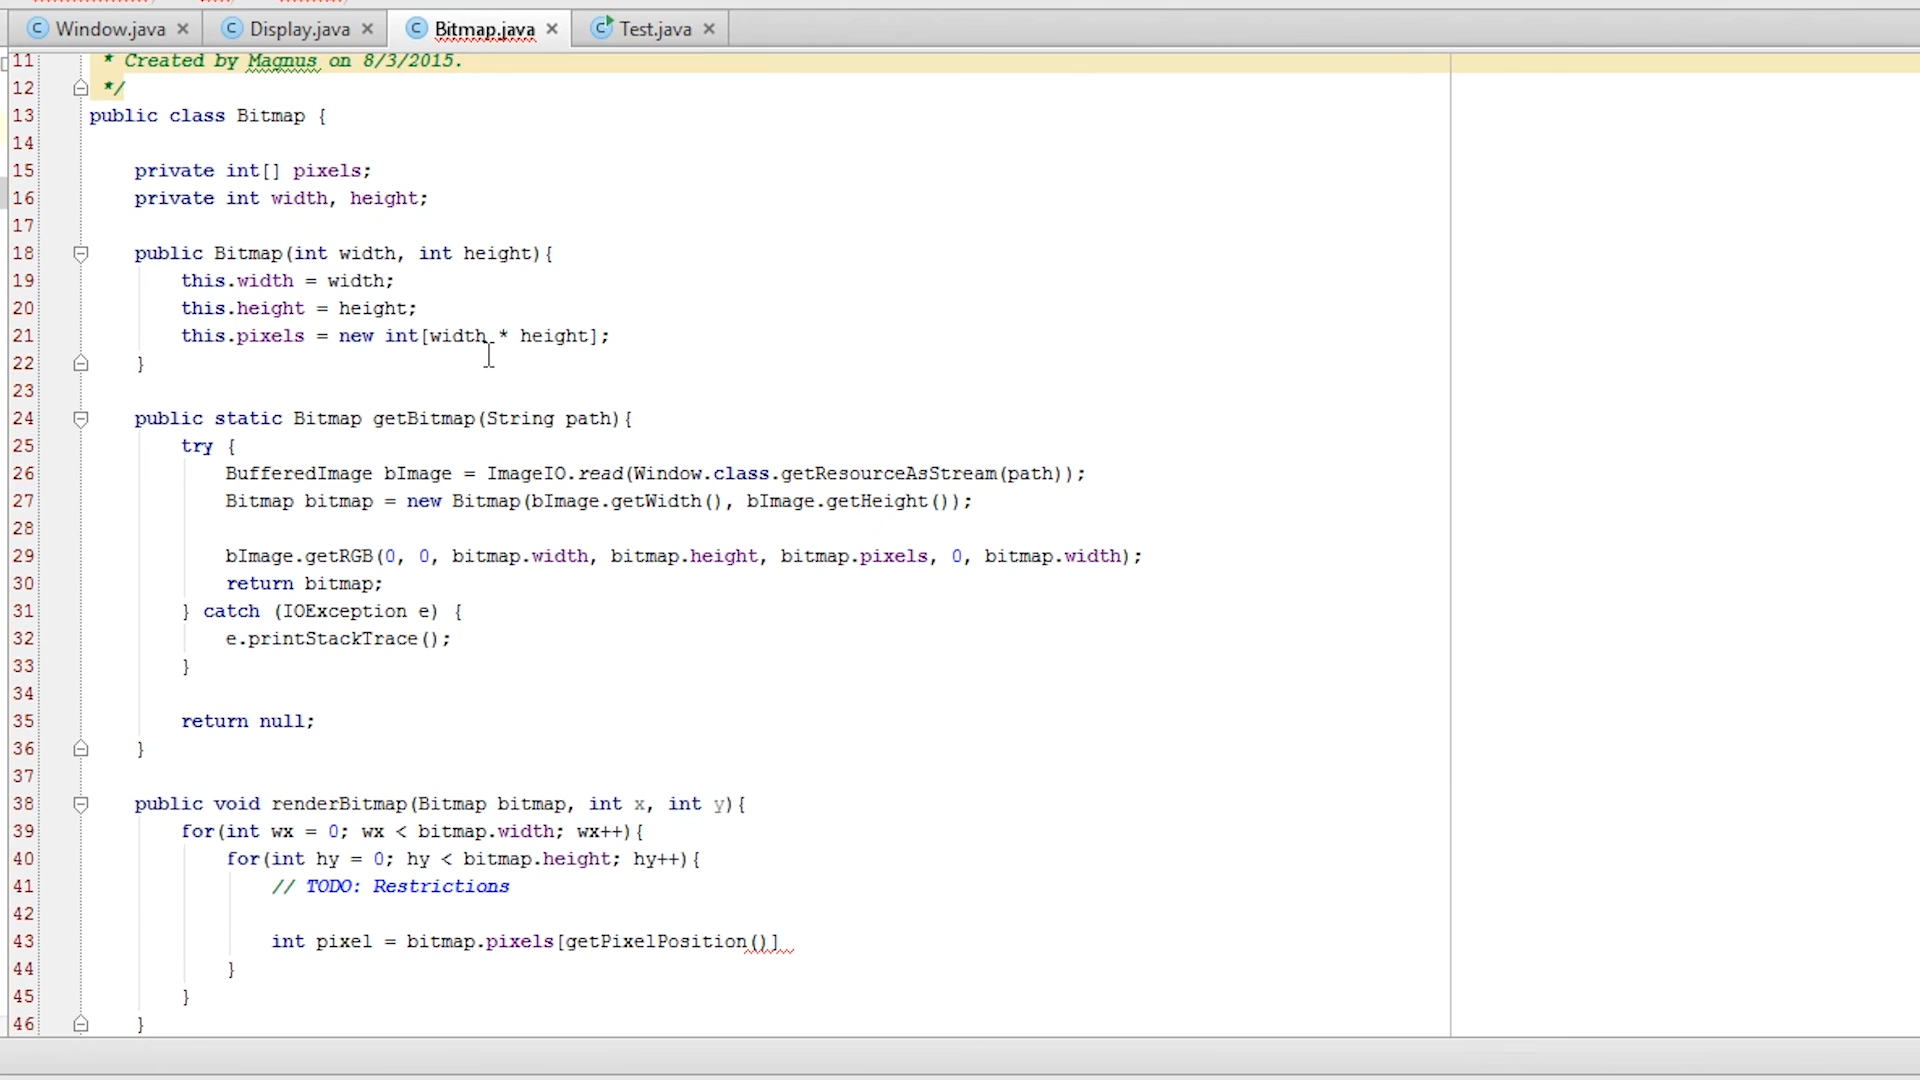 Window.java Display.java Bitmap.java Test.java
11 * Created by Magnus on 8/3/2015.
12 */
13 public class Bitmap {
14
15 private int[] pixels;
16 private int width, height;
17
18 public Bitmap(int width, int height){
19 this.width = width;
20 this.height = height;
21 this.pixels = new int[width * height];
22 }
23
24 public static Bitmap getBitmap(String path){
25 try {
26 BufferedImage bImage = ImageIO.read(Window.class.getResourceAsStream(path));
27 Bitmap bitmap = new Bitmap(bImage.getWidth(), bImage.getHeight());
28
29 bImage.getRGB(0, 0, bitmap.width, bitmap.height, bitmap.pixels, 0, bitmap.width);
30 return bitmap;
31 } catch (IOException e) {
32 e.printStackTrace();
33 }
34
35 return null;
36 }
37
38 public void renderBitmap(Bitmap bitmap, int x, int y){
39 for(int wx = 0; wx < bitmap.width; wx++){
40 for(int hy = 0; hy < bitmap.height; hy++){
41 // TODO: Restrictions
42
43 int pixel = bitmap.pixels[getPixelPosition()]
44 }
45 }
46 }